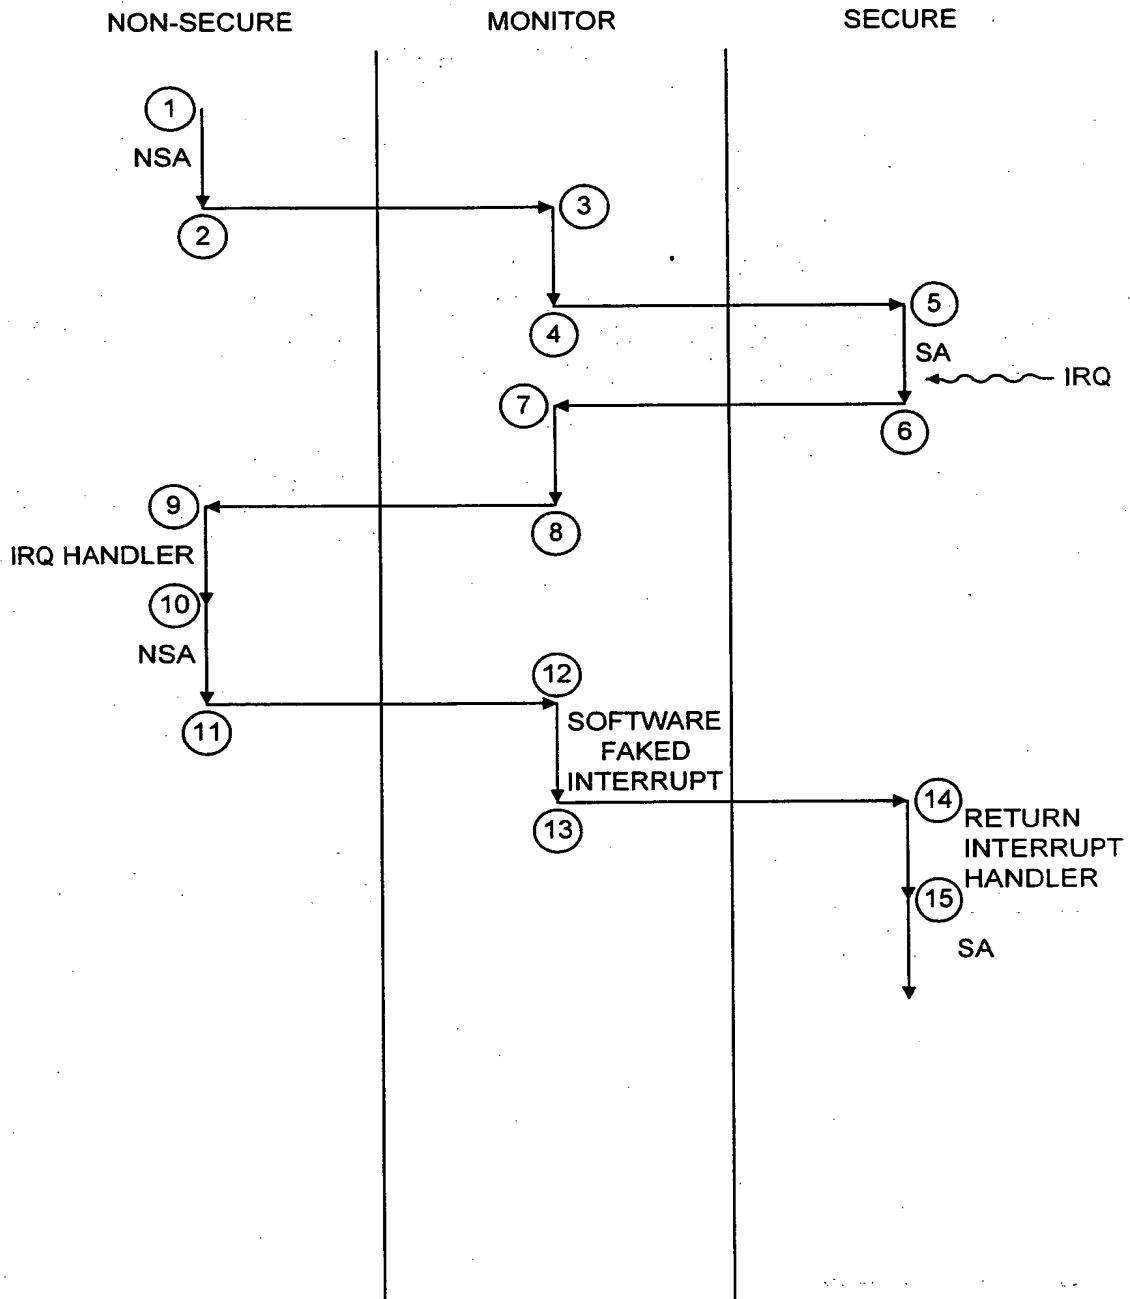 NON-SECURE
MONITOR
SECURE
1
NSA
2
3
4
5
SA
IRQ
6
7
8
9
IRQ HANDLER
10
NSA
11
12
SOFTWARE
FAKED
INTERRUPT
13
14
RETURN
INTERRUPT
HANDLER
15
SA